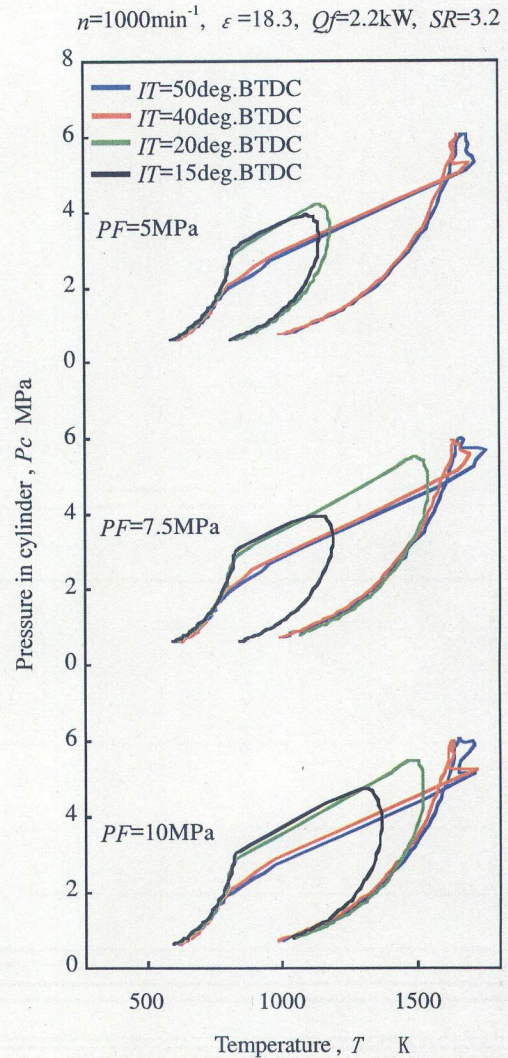 n=1000min⁻¹, ε=18.3, Qf=2.2kW, SR=3.2
8
IT=50deg.BTDC
IT=40deg.BTDC
IT=20deg.BTDC
IT=15deg.BTDC
6
4
PF=5MPa
2
0
6
4
PF=7.5MPa
2
0
6
4
PF=10MPa
2
0
Pressure in cylinder , Pc MPa
500 1000 1500
Temperature , T K